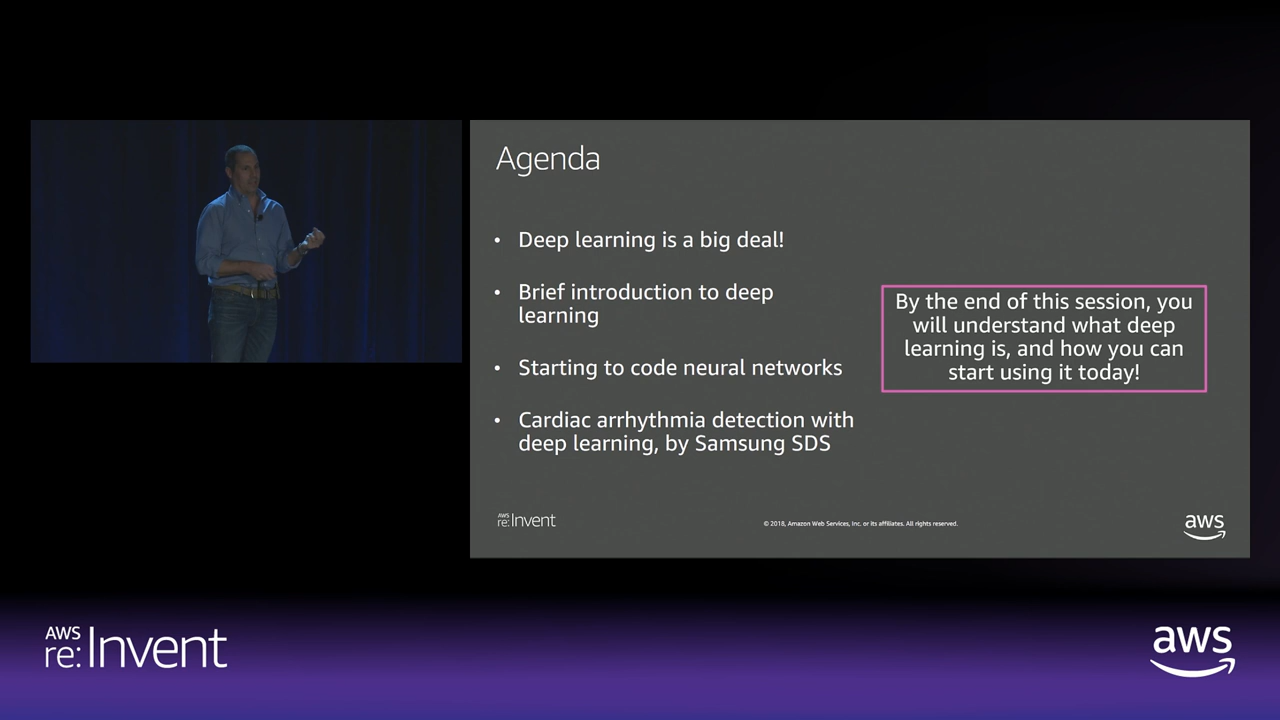 Agenda
• Deep learning is a big deal!
• Brief introduction to deep
learning
• Starting to code neural networks
• Cardiac arrhythmia detection with
deep learning, by Samsung SDS
By the end of this session, you
will understand what deep
learning is, and how you can
start using it today!
AWS
re:Invent
© 2018, Amazon Web Services, Inc. or its affiliates. All rights reserved.
aws
AWS
re:Invent
aws